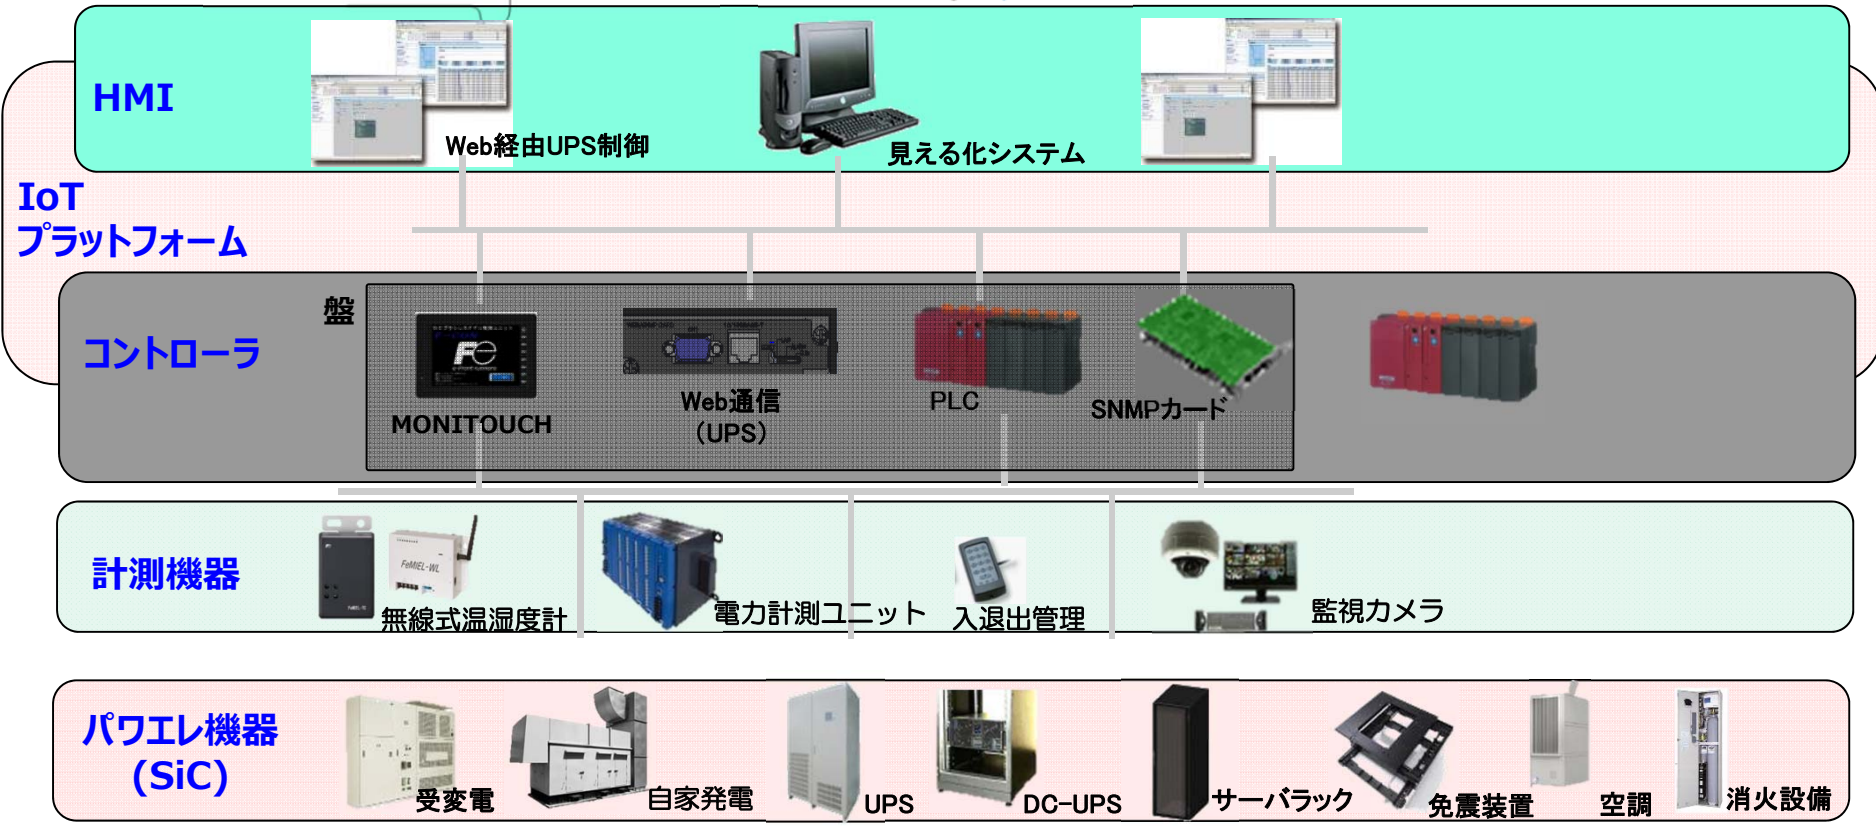 HMI
Web経由UPS制御
見える化システム
IoT
プラットフォーム
コントローラ
盤
Fe
e-Front runners
MONITOUCH
Web通信
（UPS）
PLC
SNMPカード
計測機器
FeMIEL-WL
無線式温湿度計
電力計測ユニット
入退出管理
監視カメラ
パワエレ機器
(SiC)
受変電
自家発電
UPS
DC-UPS
サーバラック
免震装置
空調
消火設備